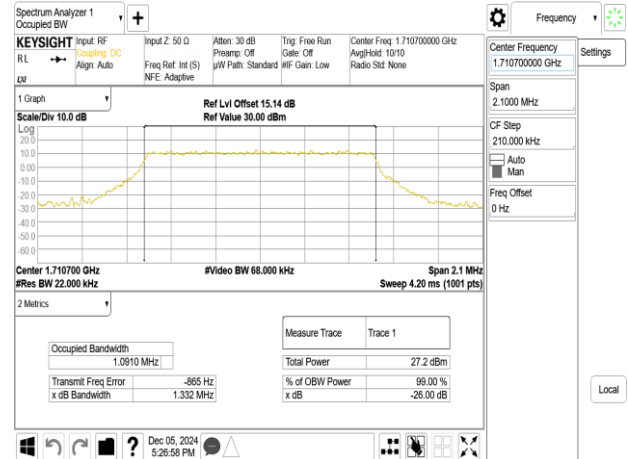 Spectrum Analyzer 1
Occupied BW
Frequency
KEYSIGHT
RL
LXI
Input: RF
Coupling: DC
Align: Auto
Input Z: 50 Ω
Freq Ref: Int (S)
NFE: Adaptive
Atten: 30 dB
Preamp: Off
µW Path: Standard
Trig: Free Run
Gate: Off
#IF Gain: Low
Center Freq: 1.710700000 GHz
Avg|Hold: 10/10
Radio Std: None
Center Frequency
1.710700000 GHz
Settings
Span
2.1000 MHz
CF Step
210.000 kHz
Auto
Man
Freq Offset
0 Hz
Local
1 Graph
Scale/Div 10.0 dB
Ref Lvl Offset 15.14 dB
Ref Value 30.00 dBm
Log
20.0
10.0
0.00
-10.0
-20.0
-30.0
-40.0
-50.0
-60.0
Center 1.710700 GHz
#Res BW 22.000 kHz
#Video BW 68.000 kHz
Span 2.1 MHz
Sweep 4.20 ms (1001 pts)
2 Metrics
Measure Trace Trace 1
Occupied Bandwidth
1.0910 MHz
Total Power 27.2 dBm
Transmit Freq Error -865 Hz
% of OBW Power 99.00 %
x dB Bandwidth 1.332 MHz
x dB -26.00 dB
?
Dec 05, 2024
5:26:58 PM